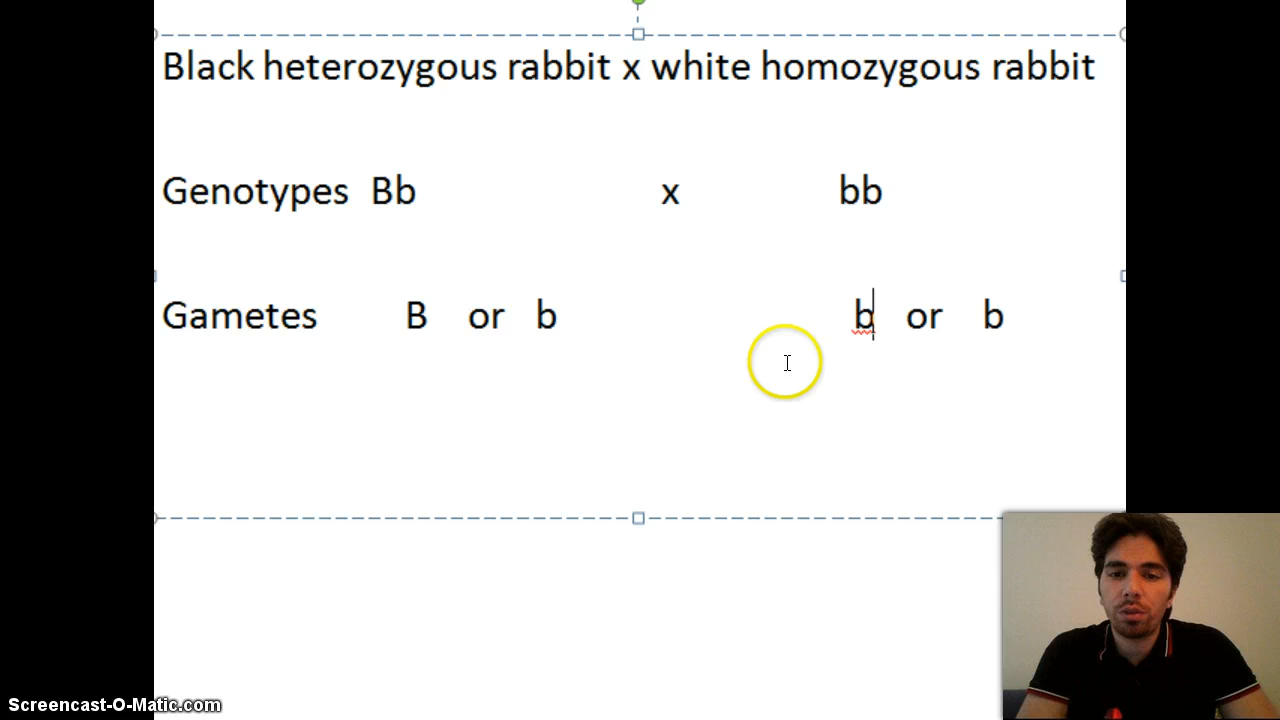 Black heterozygous rabbit x white homozygous rabbit
Genotypes Bb x bb
Gametes B or b b or b
Screencast-O-Matic.com